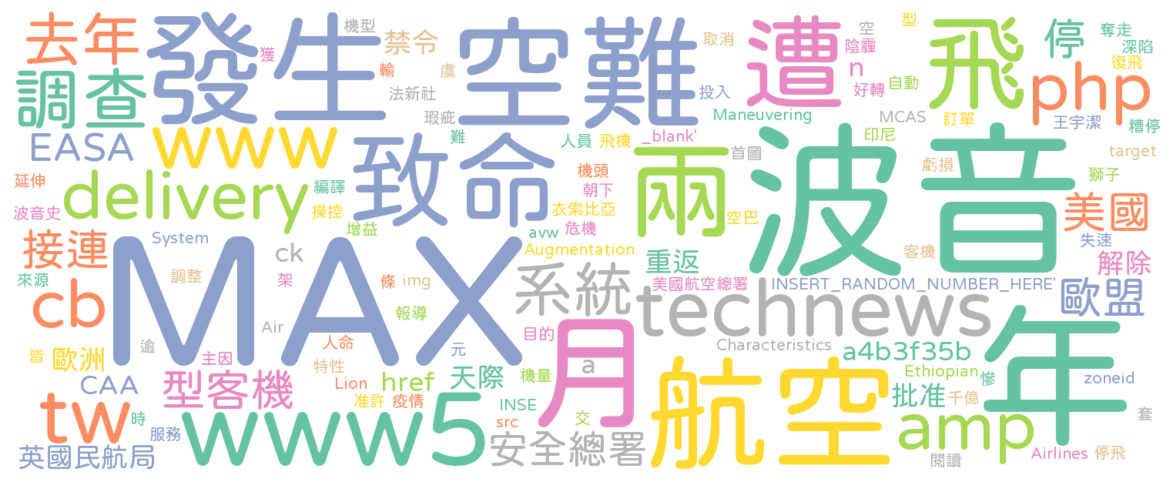 去年
發生
機型
獲
禁令
空難
取消
遭
空
型
陰霾
飛
停
奪走
深陷
復飛
調查
輸
虞
法新社
瑕疵
投入
n
好轉
自動
php
EASA
www
致命
難
人員
飛機
_blank'
Maneuvering
MCAS
訂單
王宇潔
糟停
延伸
delivery
編譯
機頭
朝下
兩
首圖
波音
印尼
虧損
target
獅子
波音史
操控
增益
衣索比亞
危機
空巴
美國
接連
System
ck
avw
Augmentation
客機
失速
來源
MAX
調整
架
條
img
系統
重返
美國航空總署
INSERT_RANDOM_NUMBER_HERE'
解除
歐盟
cb
Air
報導
technews
逾
人命
元
目的
月
a
Characteristics
a4b3f35b
年
皆
歐洲
主因
特性
CAA
型客機
Lion
href
天際
機量
航空
Ethiopian
批准
慘
千億
zoneid
tw
時
服務
www5
准許
疫情
INSE
src
交
amp
套
英國民航局
安全總署
閱讀
Airlines
停飛